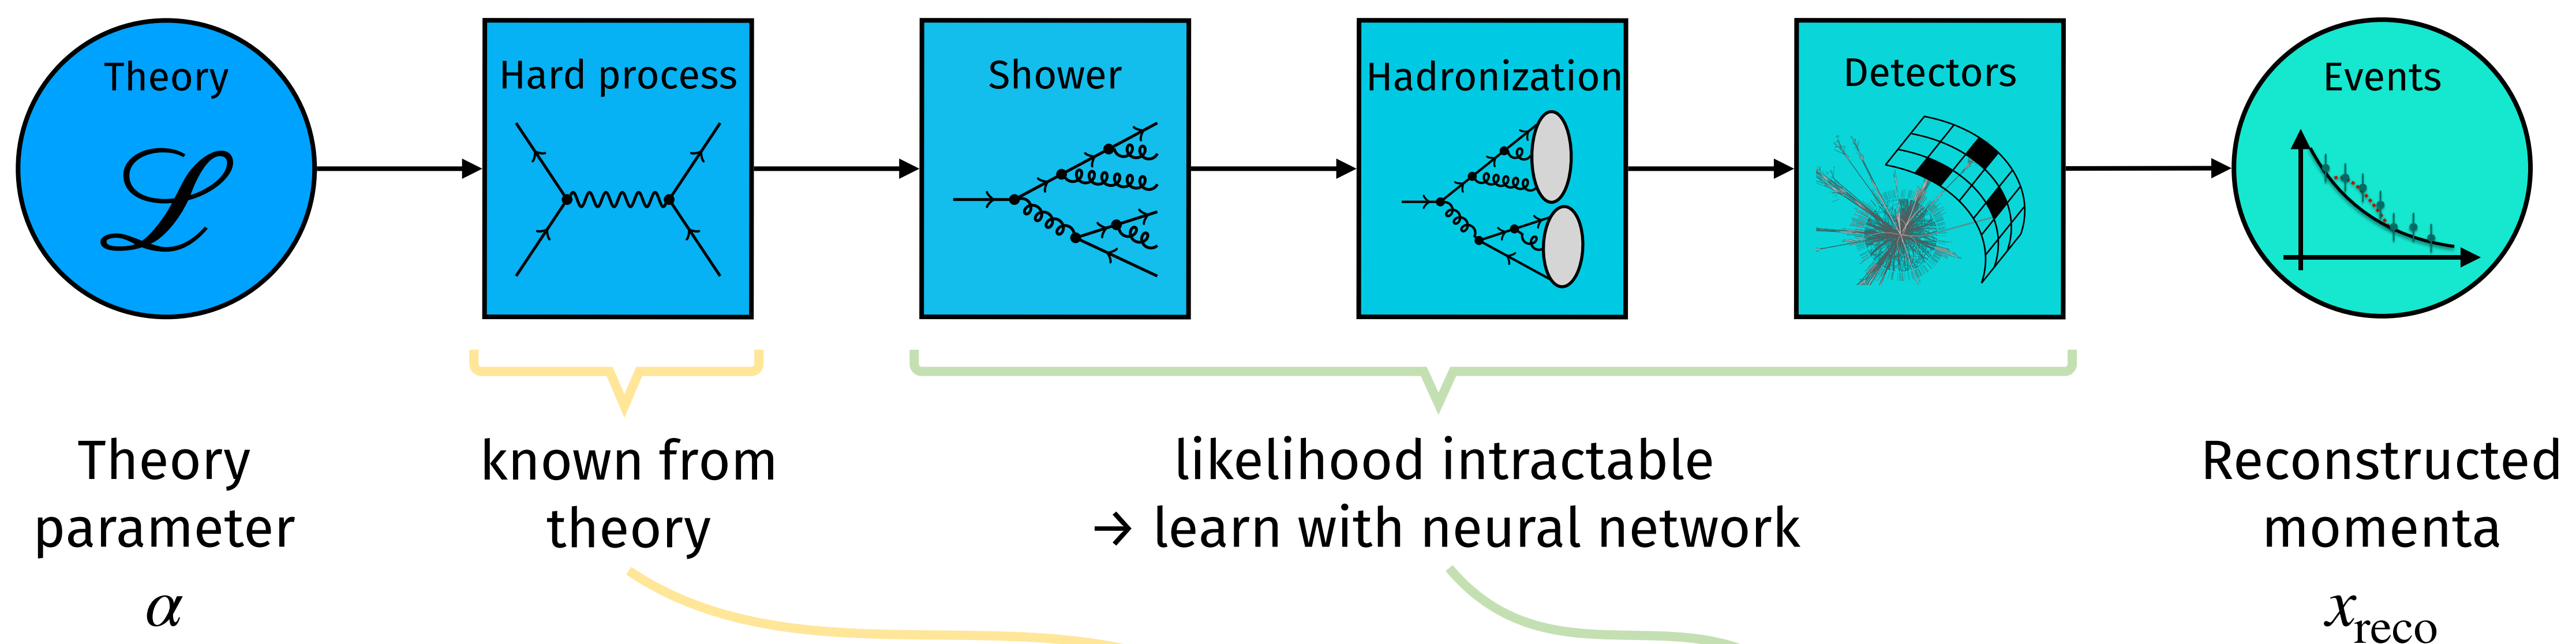 Theory
ℒ
Hard process
Shower
Hadronization
Detectors
Events
Theory
parameter
α
known from
theory
likelihood intractable
→ learn with neural network
Reconstructed
momenta
x_reco